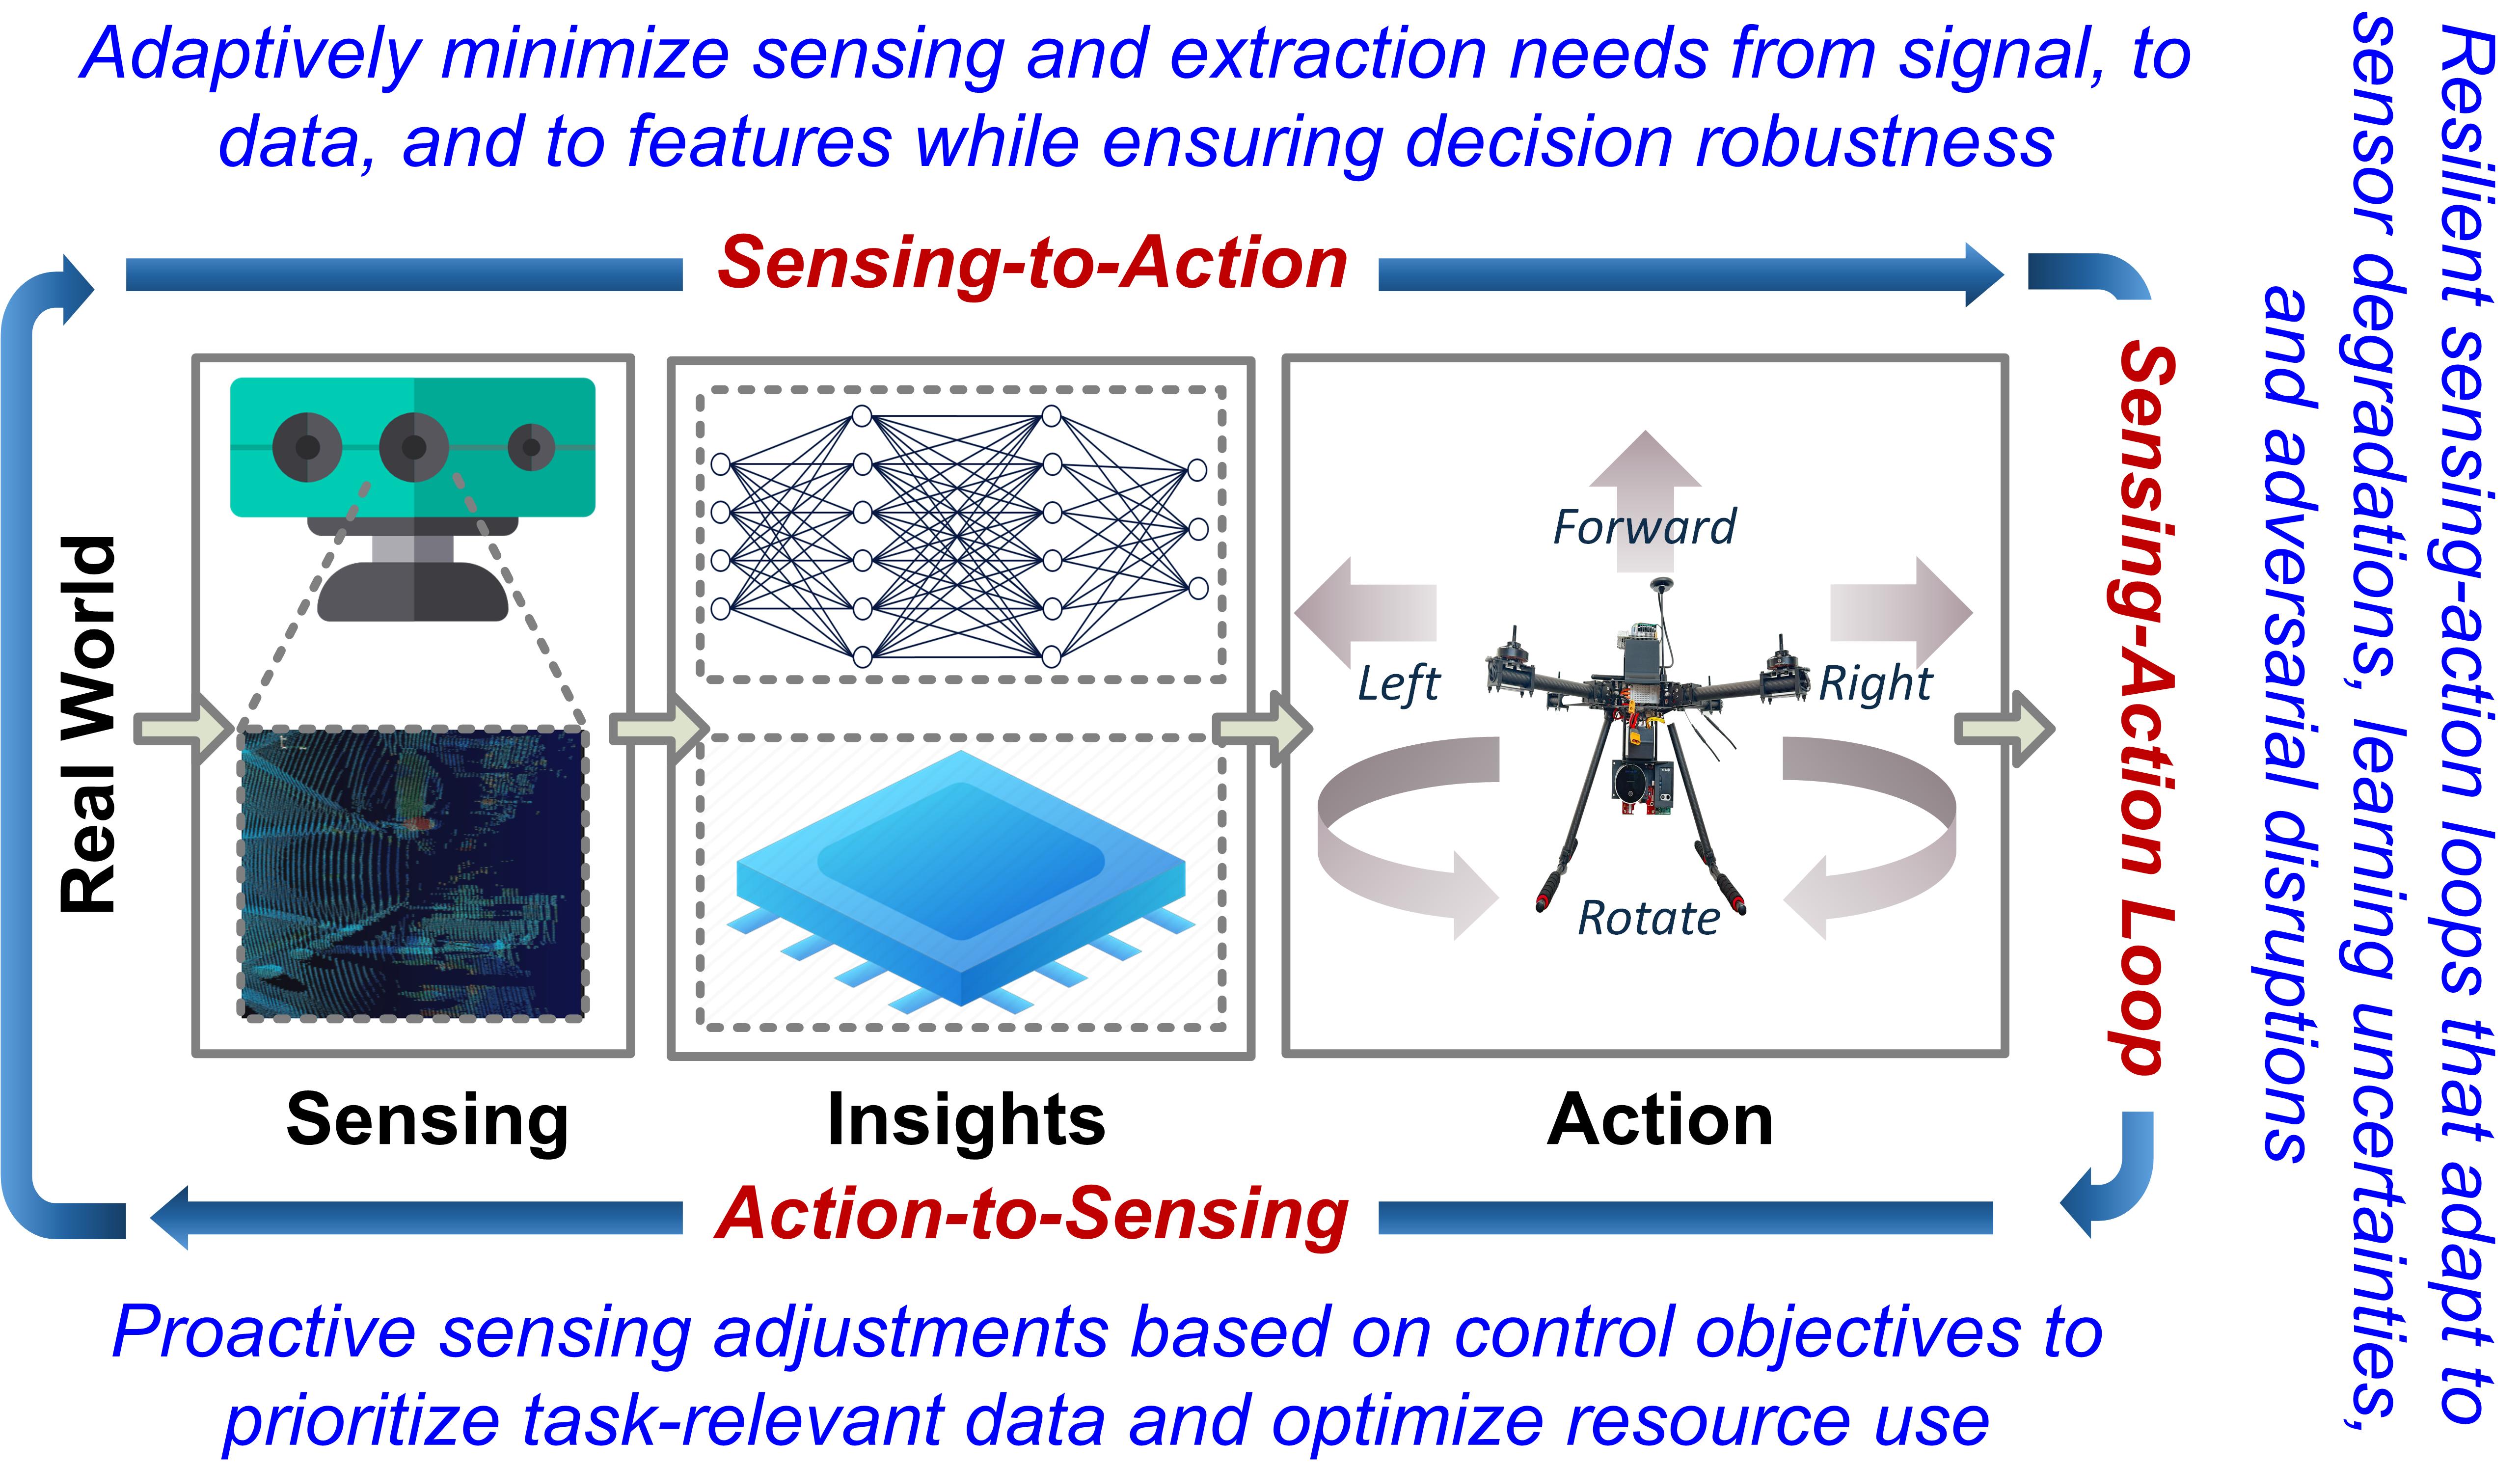 Adaptively minimize sensing and extraction needs from signal, to
data, and to features while ensuring decision robustness
Sensing-to-Action
Real World
Forward
Left
Right
Rotate
Sensing
Insights
Action
Action-to-Sensing
Proactive sensing adjustments based on control objectives to
prioritize task-relevant data and optimize resource use
Sensing-Action Loop
Resilient sensing-action loops that adapt to
sensor degradations, learning uncertainties,
and adversarial disruptions